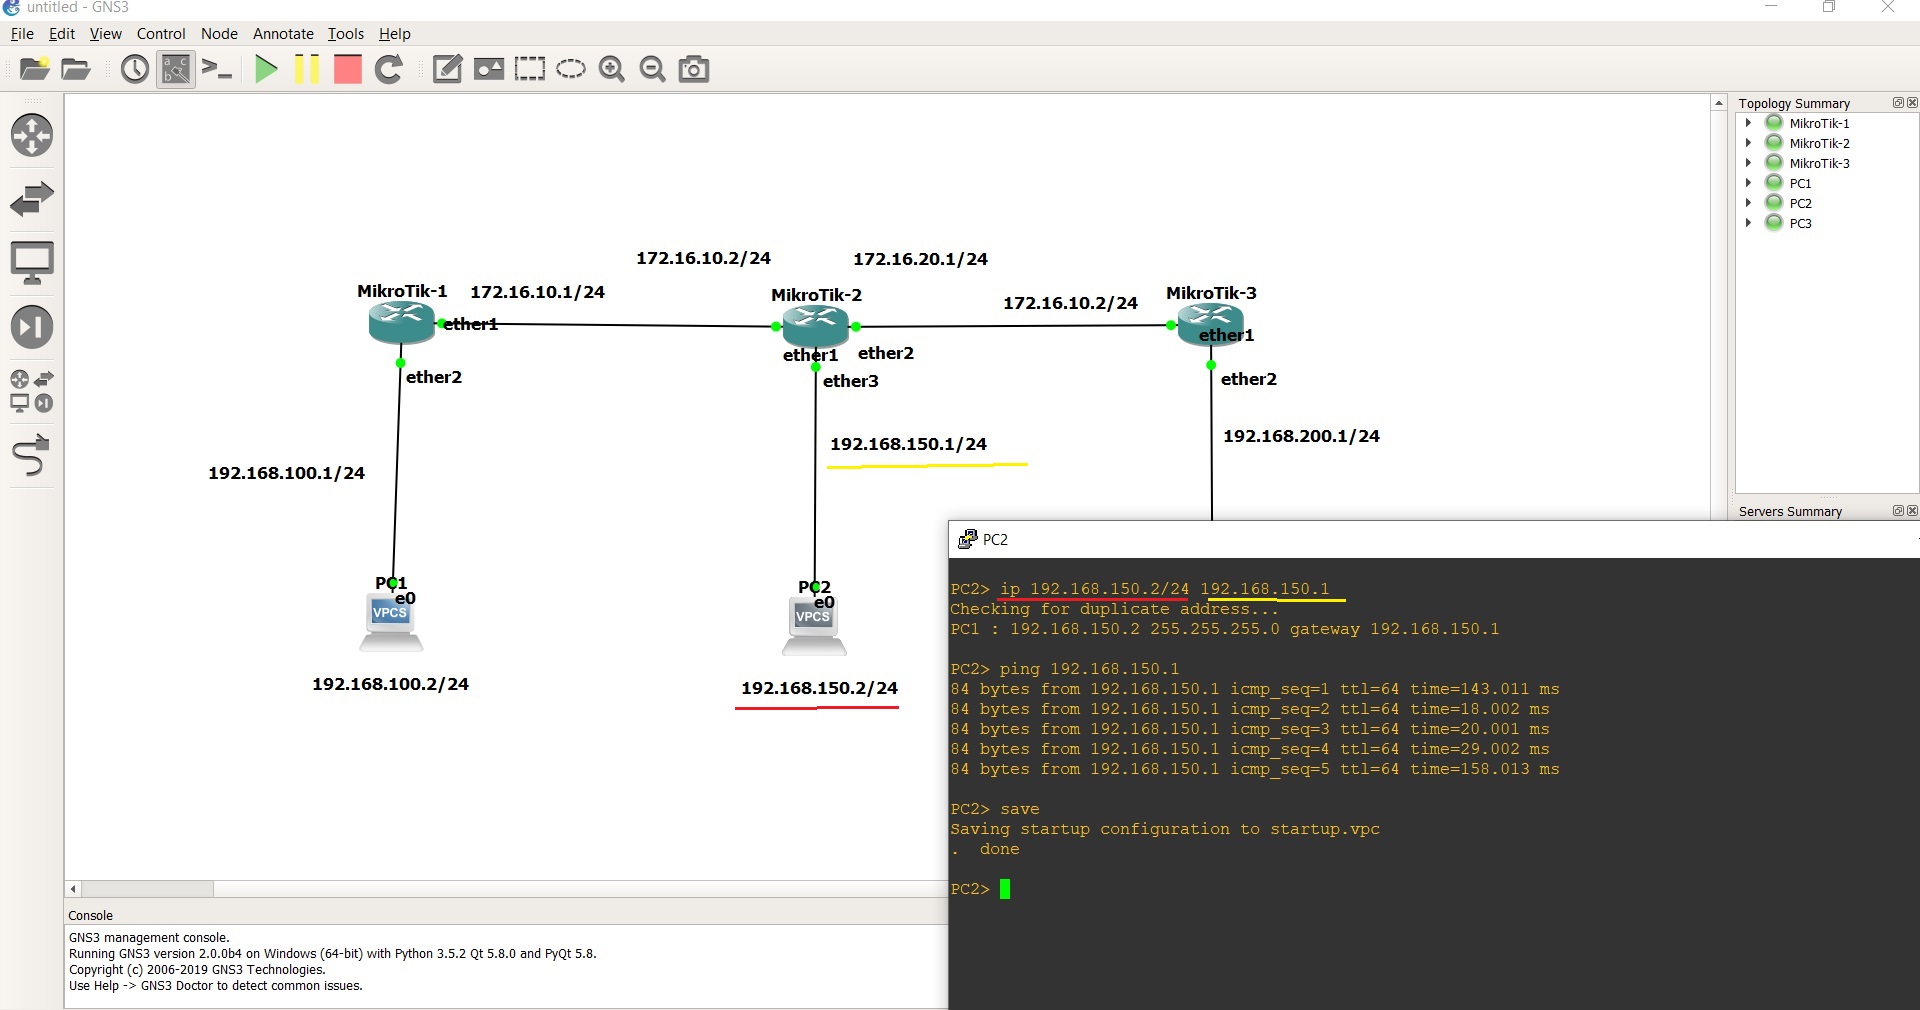 untitled - GNS3
File Edit View Control Node Annotate Tools Help
Topology Summary
MikroTik-1
MikroTik-2
MikroTik-3
PC1
PC2
PC3
Servers Summary
172.16.10.2/24 172.16.20.1/24
MikroTik-1 172.16.10.1/24 MikroTik-2 172.16.10.2/24 MikroTik-3
ether1 ether1 ether2 ether1
ether2 ether3 ether2
192.168.150.1/24 192.168.200.1/24
192.168.100.1/24
PC1 PC2
e0 e0
VPCS VPCS
192.168.100.2/24 192.168.150.2/24
PC2
PC2> ip 192.168.150.2/24 192.168.150.1
Checking for duplicate address...
PC1 : 192.168.150.2 255.255.255.0 gateway 192.168.150.1
PC2> ping 192.168.150.1
84 bytes from 192.168.150.1 icmp_seq=1 ttl=64 time=143.011 ms
84 bytes from 192.168.150.1 icmp_seq=2 ttl=64 time=18.002 ms
84 bytes from 192.168.150.1 icmp_seq=3 ttl=64 time=20.001 ms
84 bytes from 192.168.150.1 icmp_seq=4 ttl=64 time=29.002 ms
84 bytes from 192.168.150.1 icmp_seq=5 ttl=64 time=158.013 ms
PC2> save
Saving startup configuration to startup.vpc
. done
PC2>
Console
GNS3 management console.
Running GNS3 version 2.0.0b4 on Windows (64-bit) with Python 3.5.2 Qt 5.8.0 and PyQt 5.8.
Copyright (c) 2006-2019 GNS3 Technologies.
Use Help -> GNS3 Doctor to detect common issues.